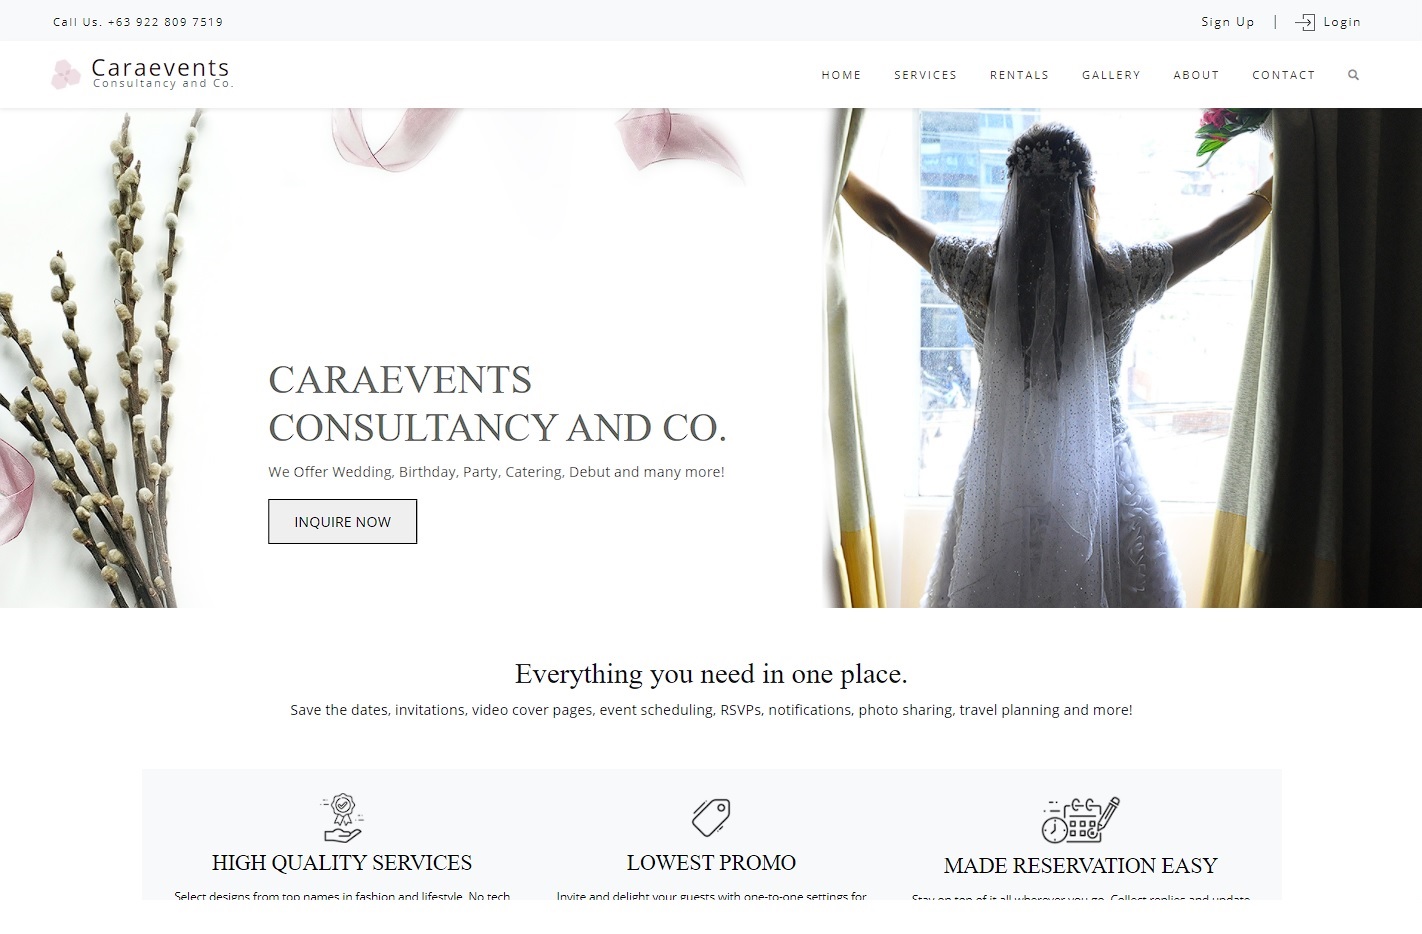 Call Us. +63 922 809 7519
Sign Up | Login
Caraevents
Consultancy and Co.
HOME SERVICES RENTALS GALLERY ABOUT CONTACT
CARAEVENTS
CONSULTANCY AND CO.
We Offer Wedding, Birthday, Party, Catering, Debut and many more!
INQUIRE NOW
Everything you need in one place.
Save the dates, invitations, video cover pages, event scheduling, RSVPs, notifications, photo sharing, travel planning and more!
HIGH QUALITY SERVICES
Select designs from top names in fashion and lifestyle. No tech
LOWEST PROMO
Invite and delight your guests with one-to-one settings for
MADE RESERVATION EASY
Stay on top of it all wherever you go. Collect replies and update